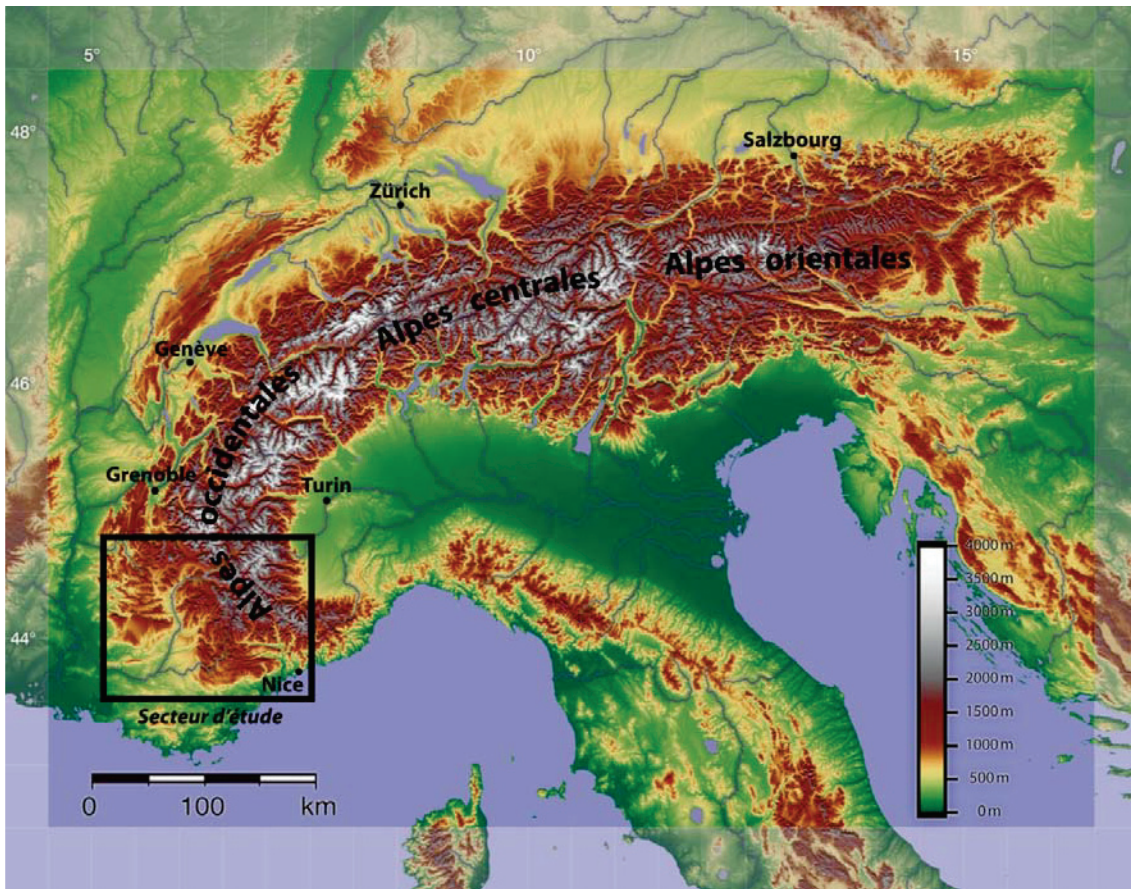 5° 10° 15°
48°
Salzbourg
Zürich
Alpes orientales
Alpes centrales
Genève
46°
Alpes occidentales
Grenoble
Turin
4000 m
3500 m
3000 m
2500 m
2000 m
1500 m
1000 m
500 m
0 m
44°
Nice
Secteur d'étude
0 100 km